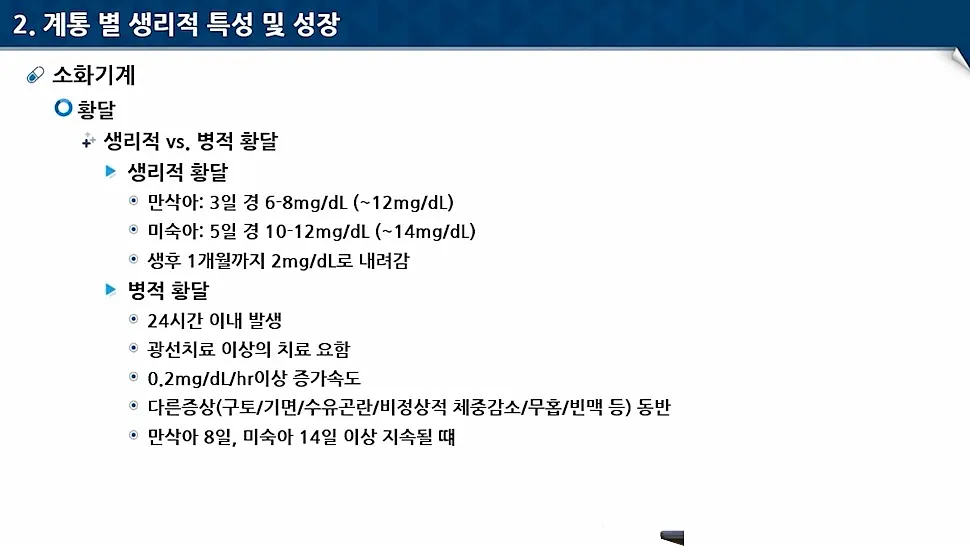 2. 계통 별 생리적 특성 및 성장
소화기계
황달
생리적 vs. 병적 황달
생리적 황달
만삭아: 3일 경 6-8mg/dL (~12mg/dL)
미숙아: 5일 경 10-12mg/dL (~14mg/dL)
생후 1개월까지 2mg/dL로 내려감
병적 황달
24시간 이내 발생
광선치료 이상의 치료 요함
0.2mg/dL/hr이상 증가속도
다른증상(구토/기면/수유곤란/비정상적 체중감소/무홉/빈맥 등) 동반
만삭아 8일, 미숙아 14일 이상 지속될 떄